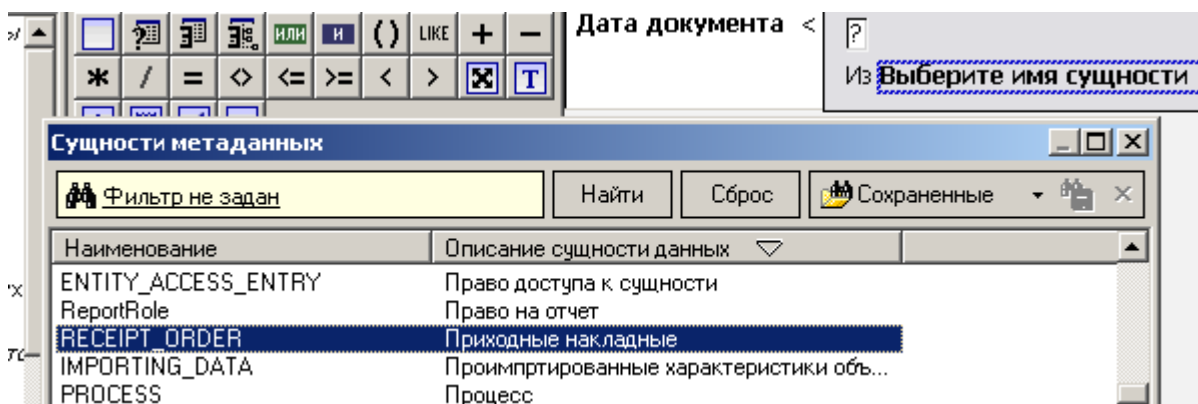 ИЛИ И ( ) LIKE + −
Дата документа <
?
* / = <> <= >= < > T
Из Выберите имя сущности
Сущности метаданных
Фильтр не задан Найти Сброс Сохраненные
Наименование Описание сущности данных
ENTITY_ACCESS_ENTRY Право доступа к сущности
ReportRole Право на отчет
RECEIPT_ORDER Приходные накладные
IMPORTING_DATA Проимпртированные характеристики объ...
PROCESS Процесс